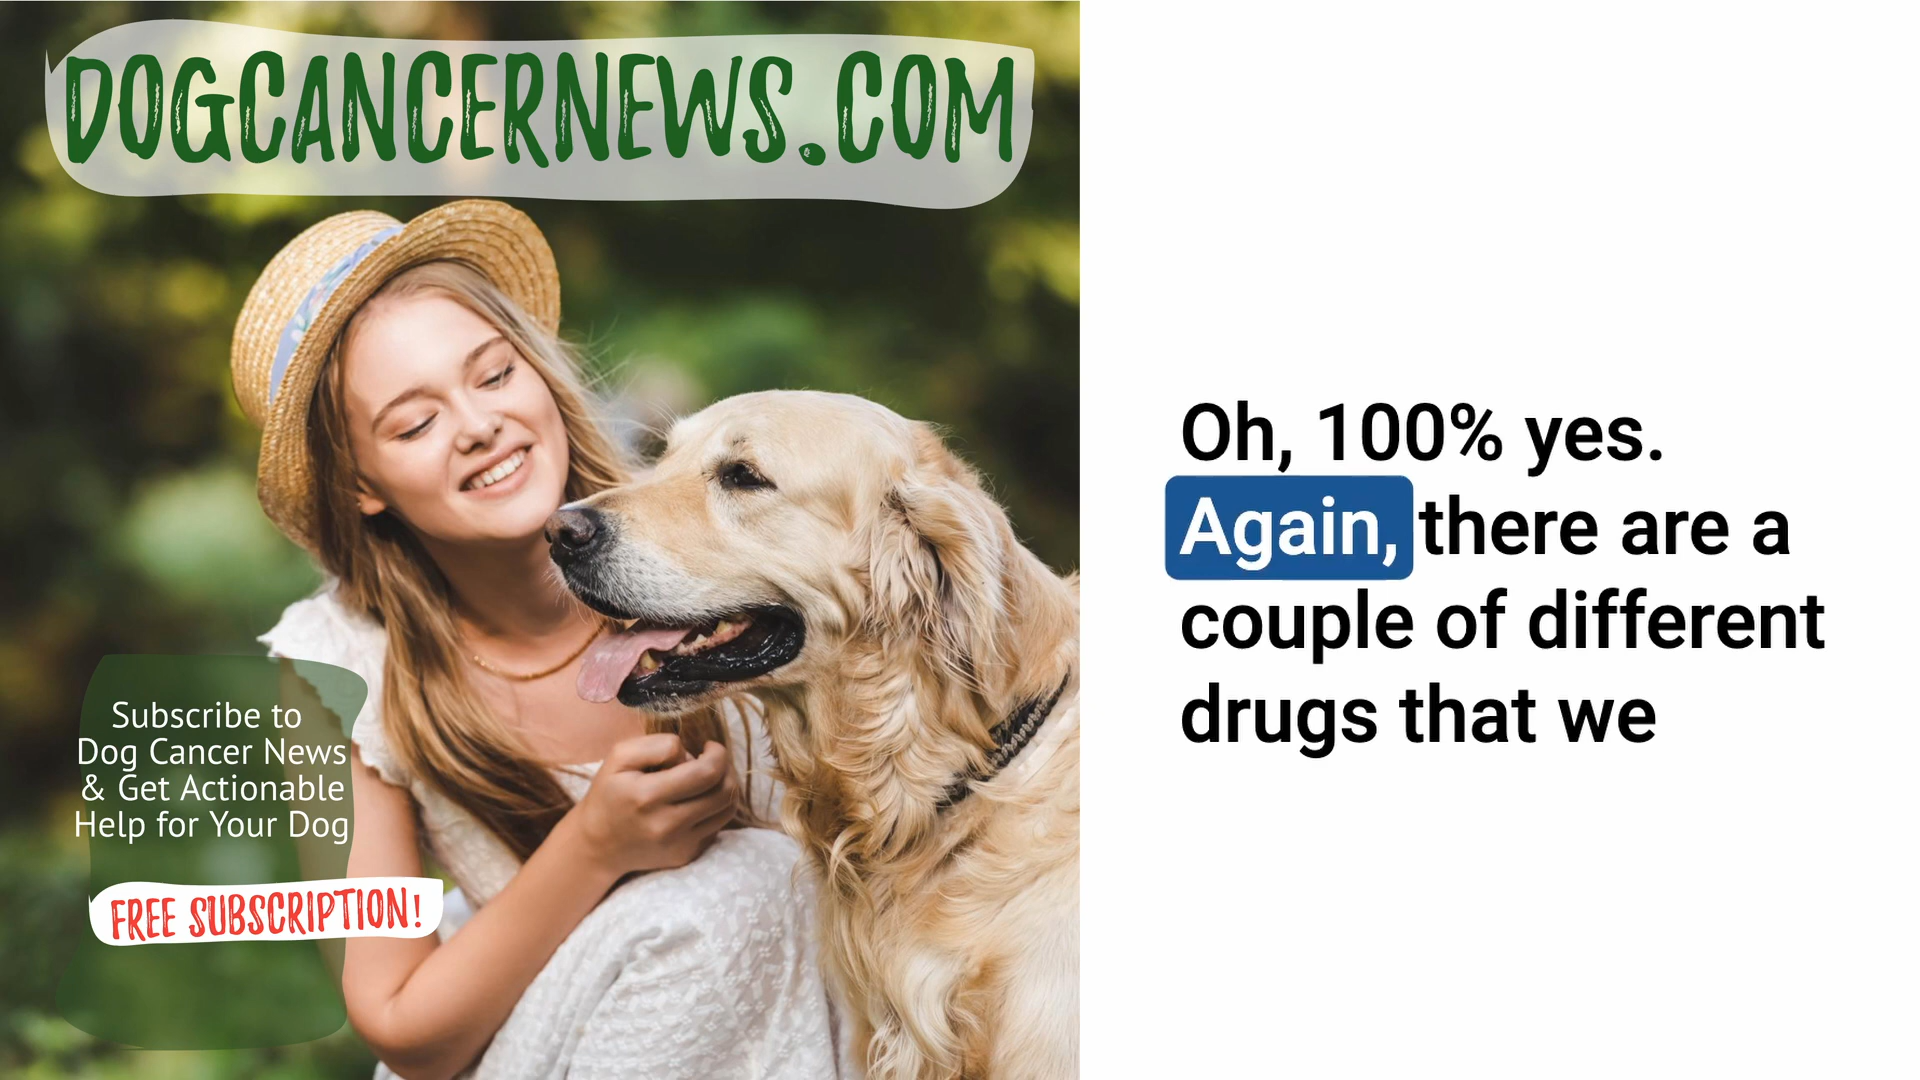 DOGCANCERNEWS.COM
Subscribe to
Dog Cancer News
& Get Actionable
Help for Your Dog
FREE SUBSCRIPTION!
Oh, 100% yes.
Again, there are a
couple of different
drugs that we